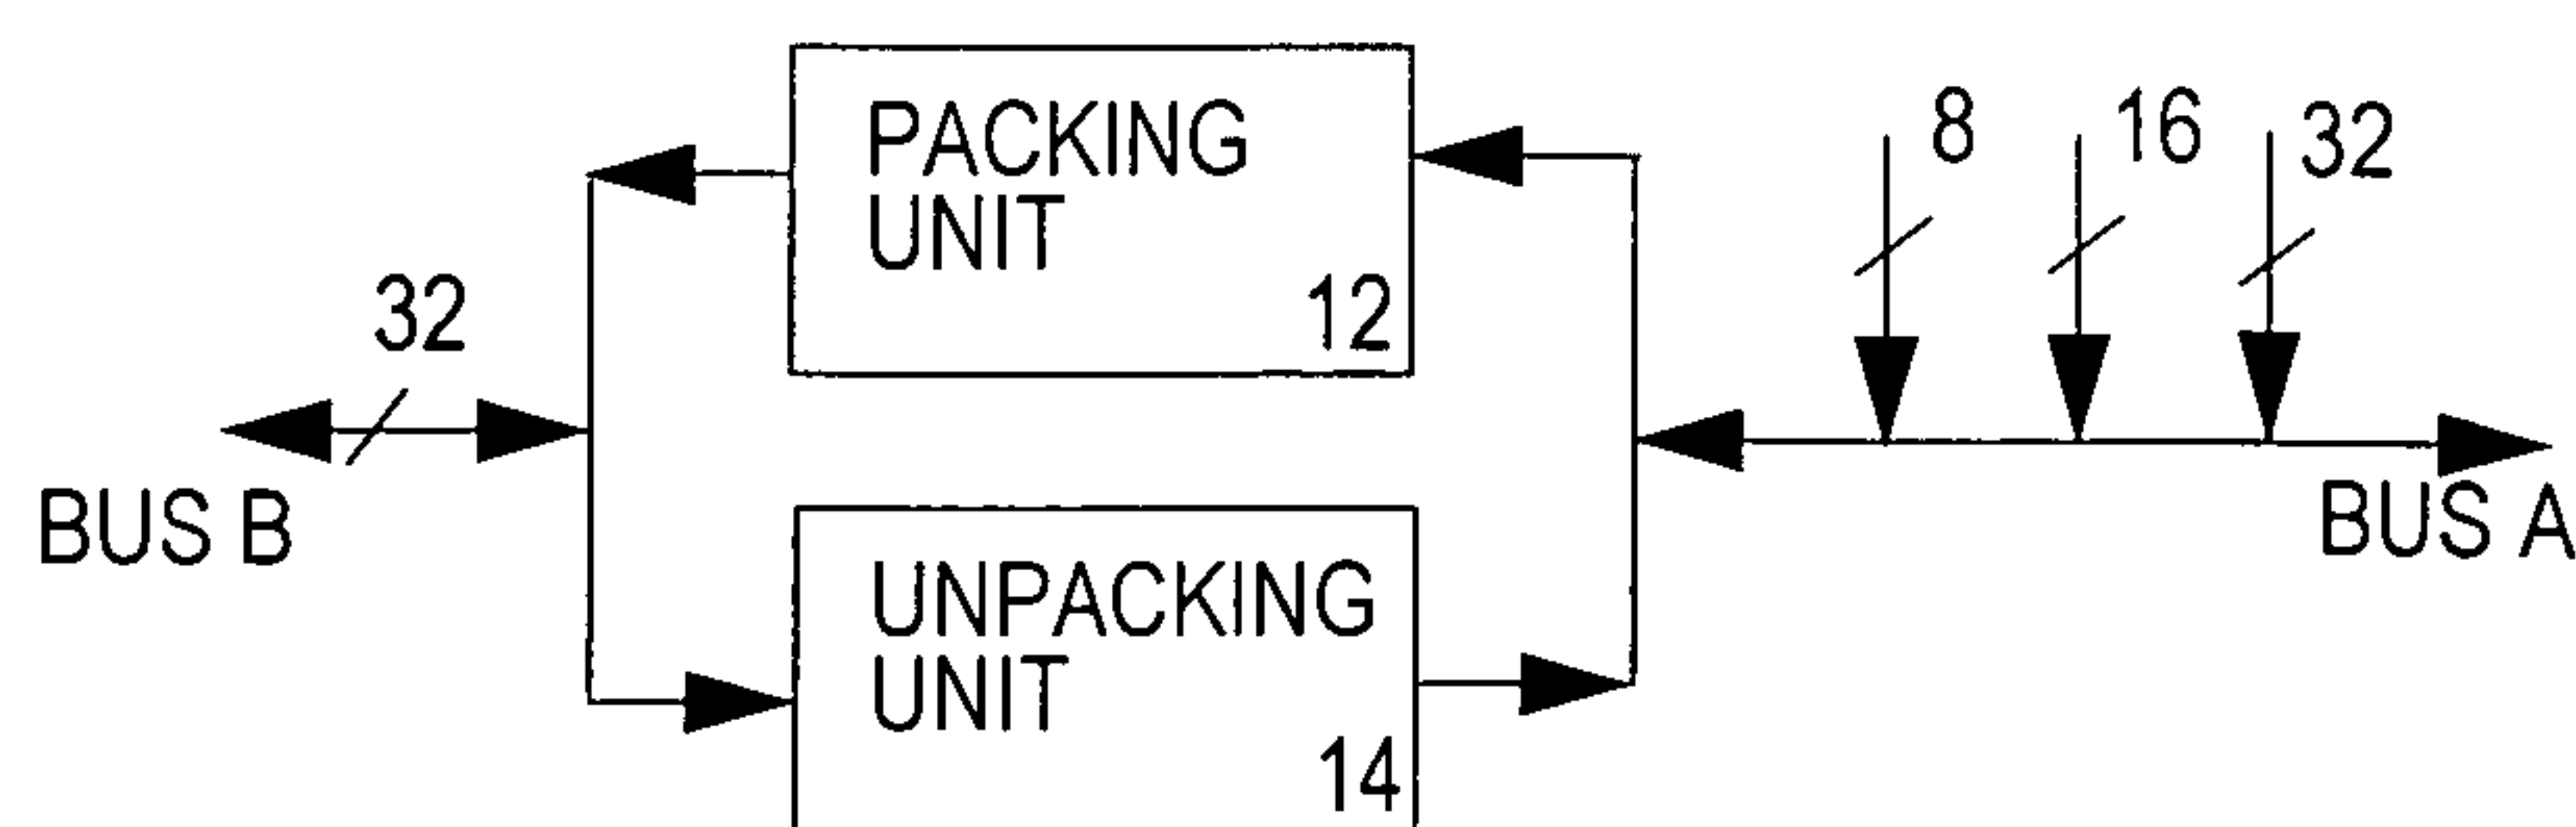 PACKING
UNIT
12
8
16
32
32
BUS B
BUS A
UNPACKING
UNIT
14